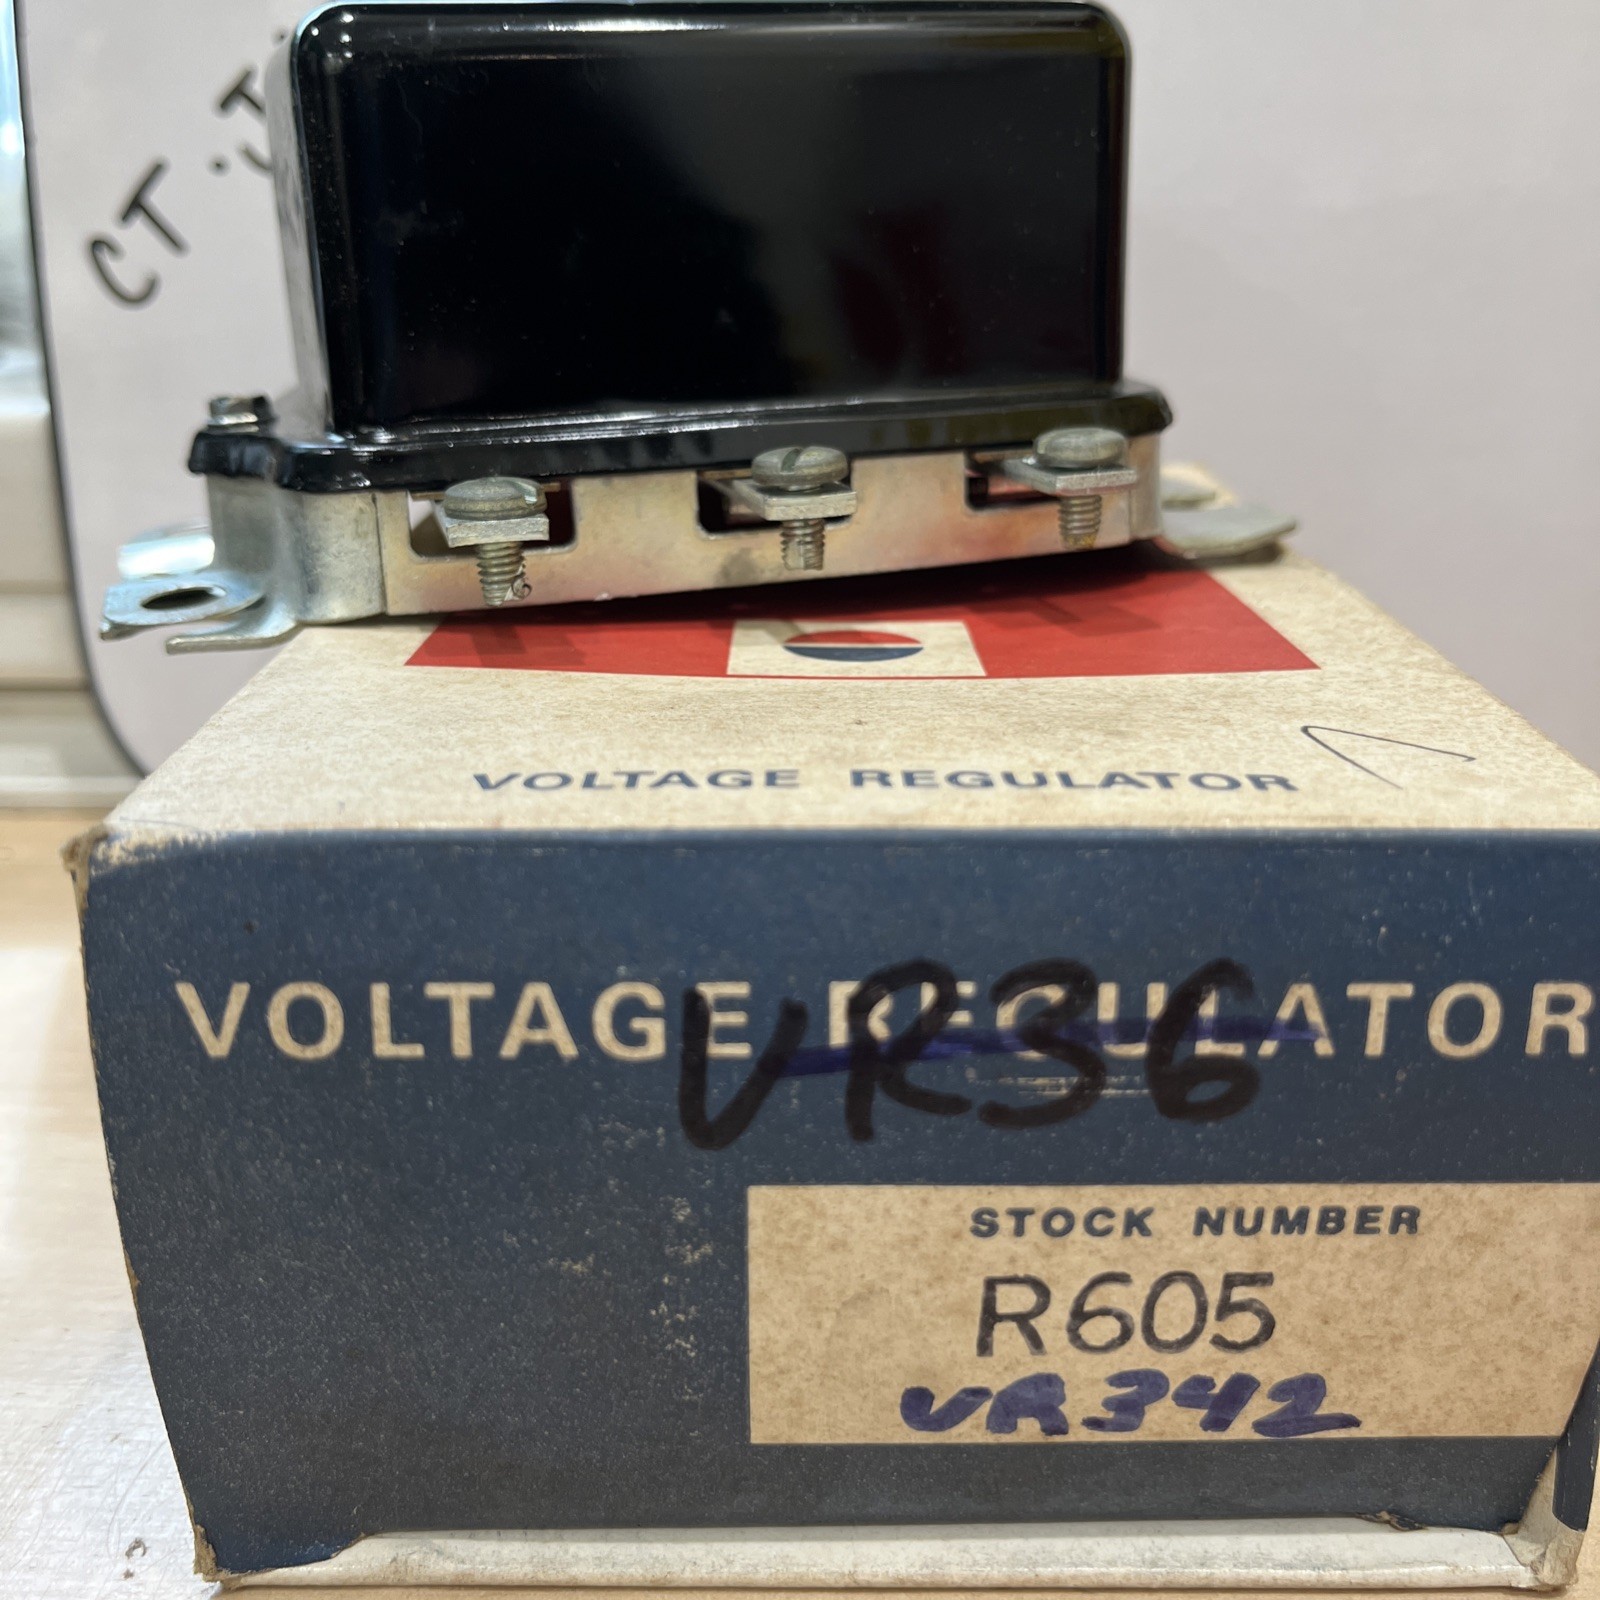 CT
VOLTAGE REGULATOR
VOLTAGE REGULATOR
VR36
STOCK NUMBER
R605
VR342